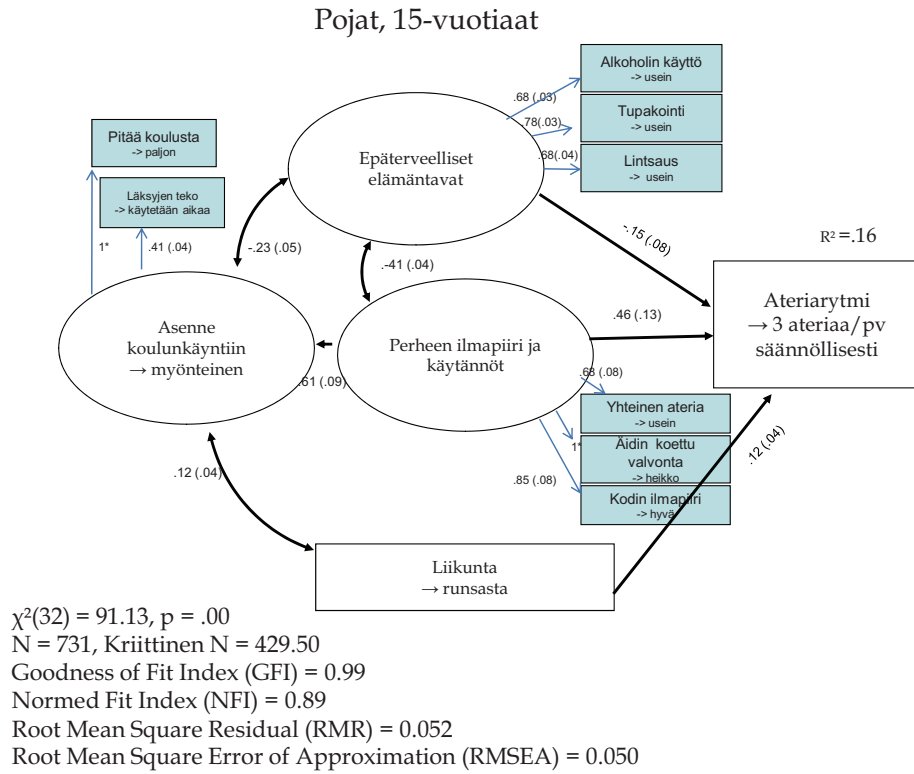 Pojat, 15-vuotiaat
Alkoholin käyttö
-> usein
.68 (.03)
Tupakointi
-> usein
.78(.03)
Lintsaus
-> usein
.68(.04)
Pitää koulusta
-> paljon
Läksyjen teko
-> käytetään aikaa
1*
.41 (.04)
Epäterveelliset
elämäntavat
-.23 (.05)
.-41 (.04)
-.15 (.08)
R² =.16
Asenne
koulunkäyntiin
→ myönteinen
.61 (.09)
Perheen ilmapiiri ja
käytännöt
.46 (.13)
Ateriarytmi
→ 3 ateriaa/pv
säännöllisesti
.68 (.08)
Yhteinen ateria
-> usein
1*
Äidin koettu
valvonta
-> heikko
.85 (.08)
Kodin ilmapiiri
-> hyvä
.12 (.04)
.12 (.04)
Liikunta
→ runsasta
χ²(32) = 91.13, p = .00
N = 731, Kriittinen N = 429.50
Goodness of Fit Index (GFI) = 0.99
Normed Fit Index (NFI) = 0.89
Root Mean Square Residual (RMR) = 0.052
Root Mean Square Error of Approximation (RMSEA) = 0.050